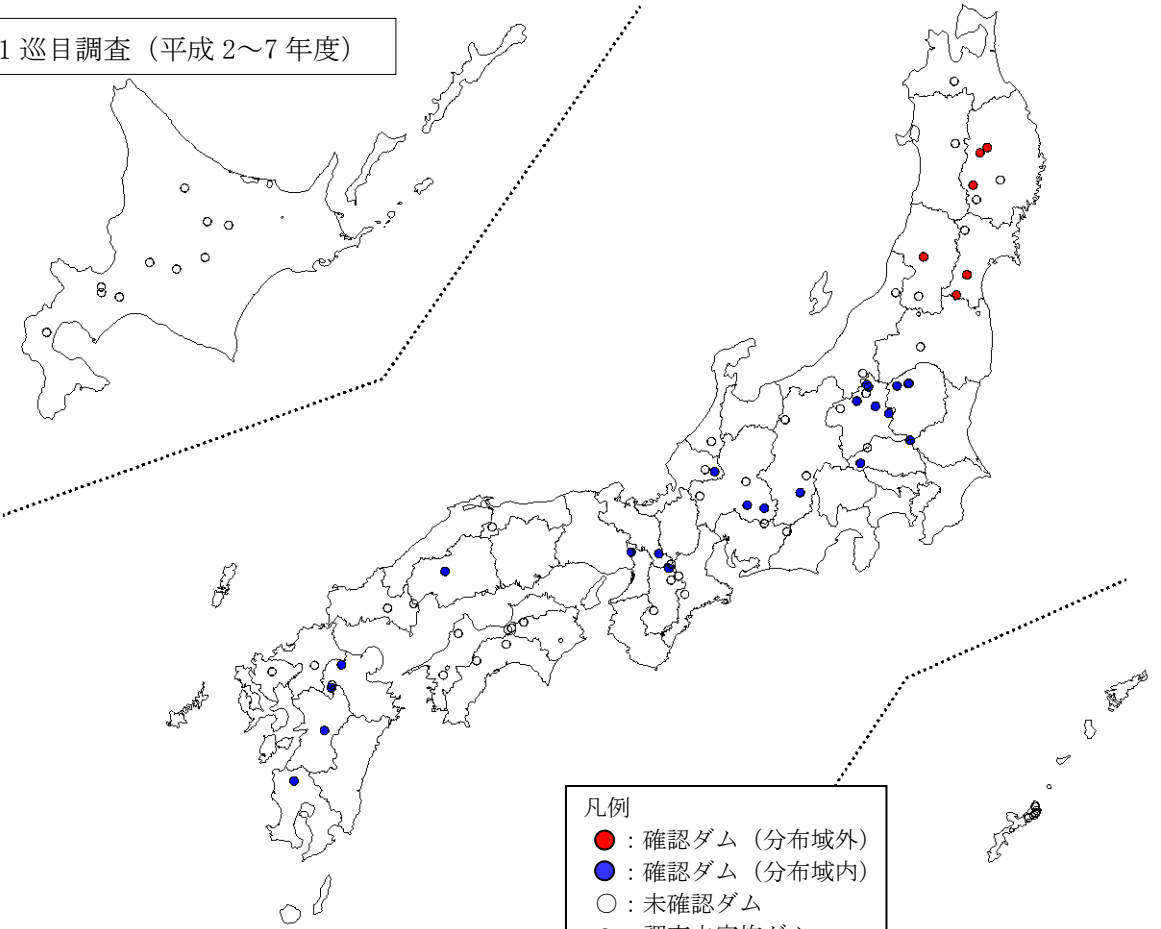 1 巡目調査（平成 2～7 年度）
凡例
：確認ダム（分布域外）
：確認ダム（分布域内）
○：未確認ダム